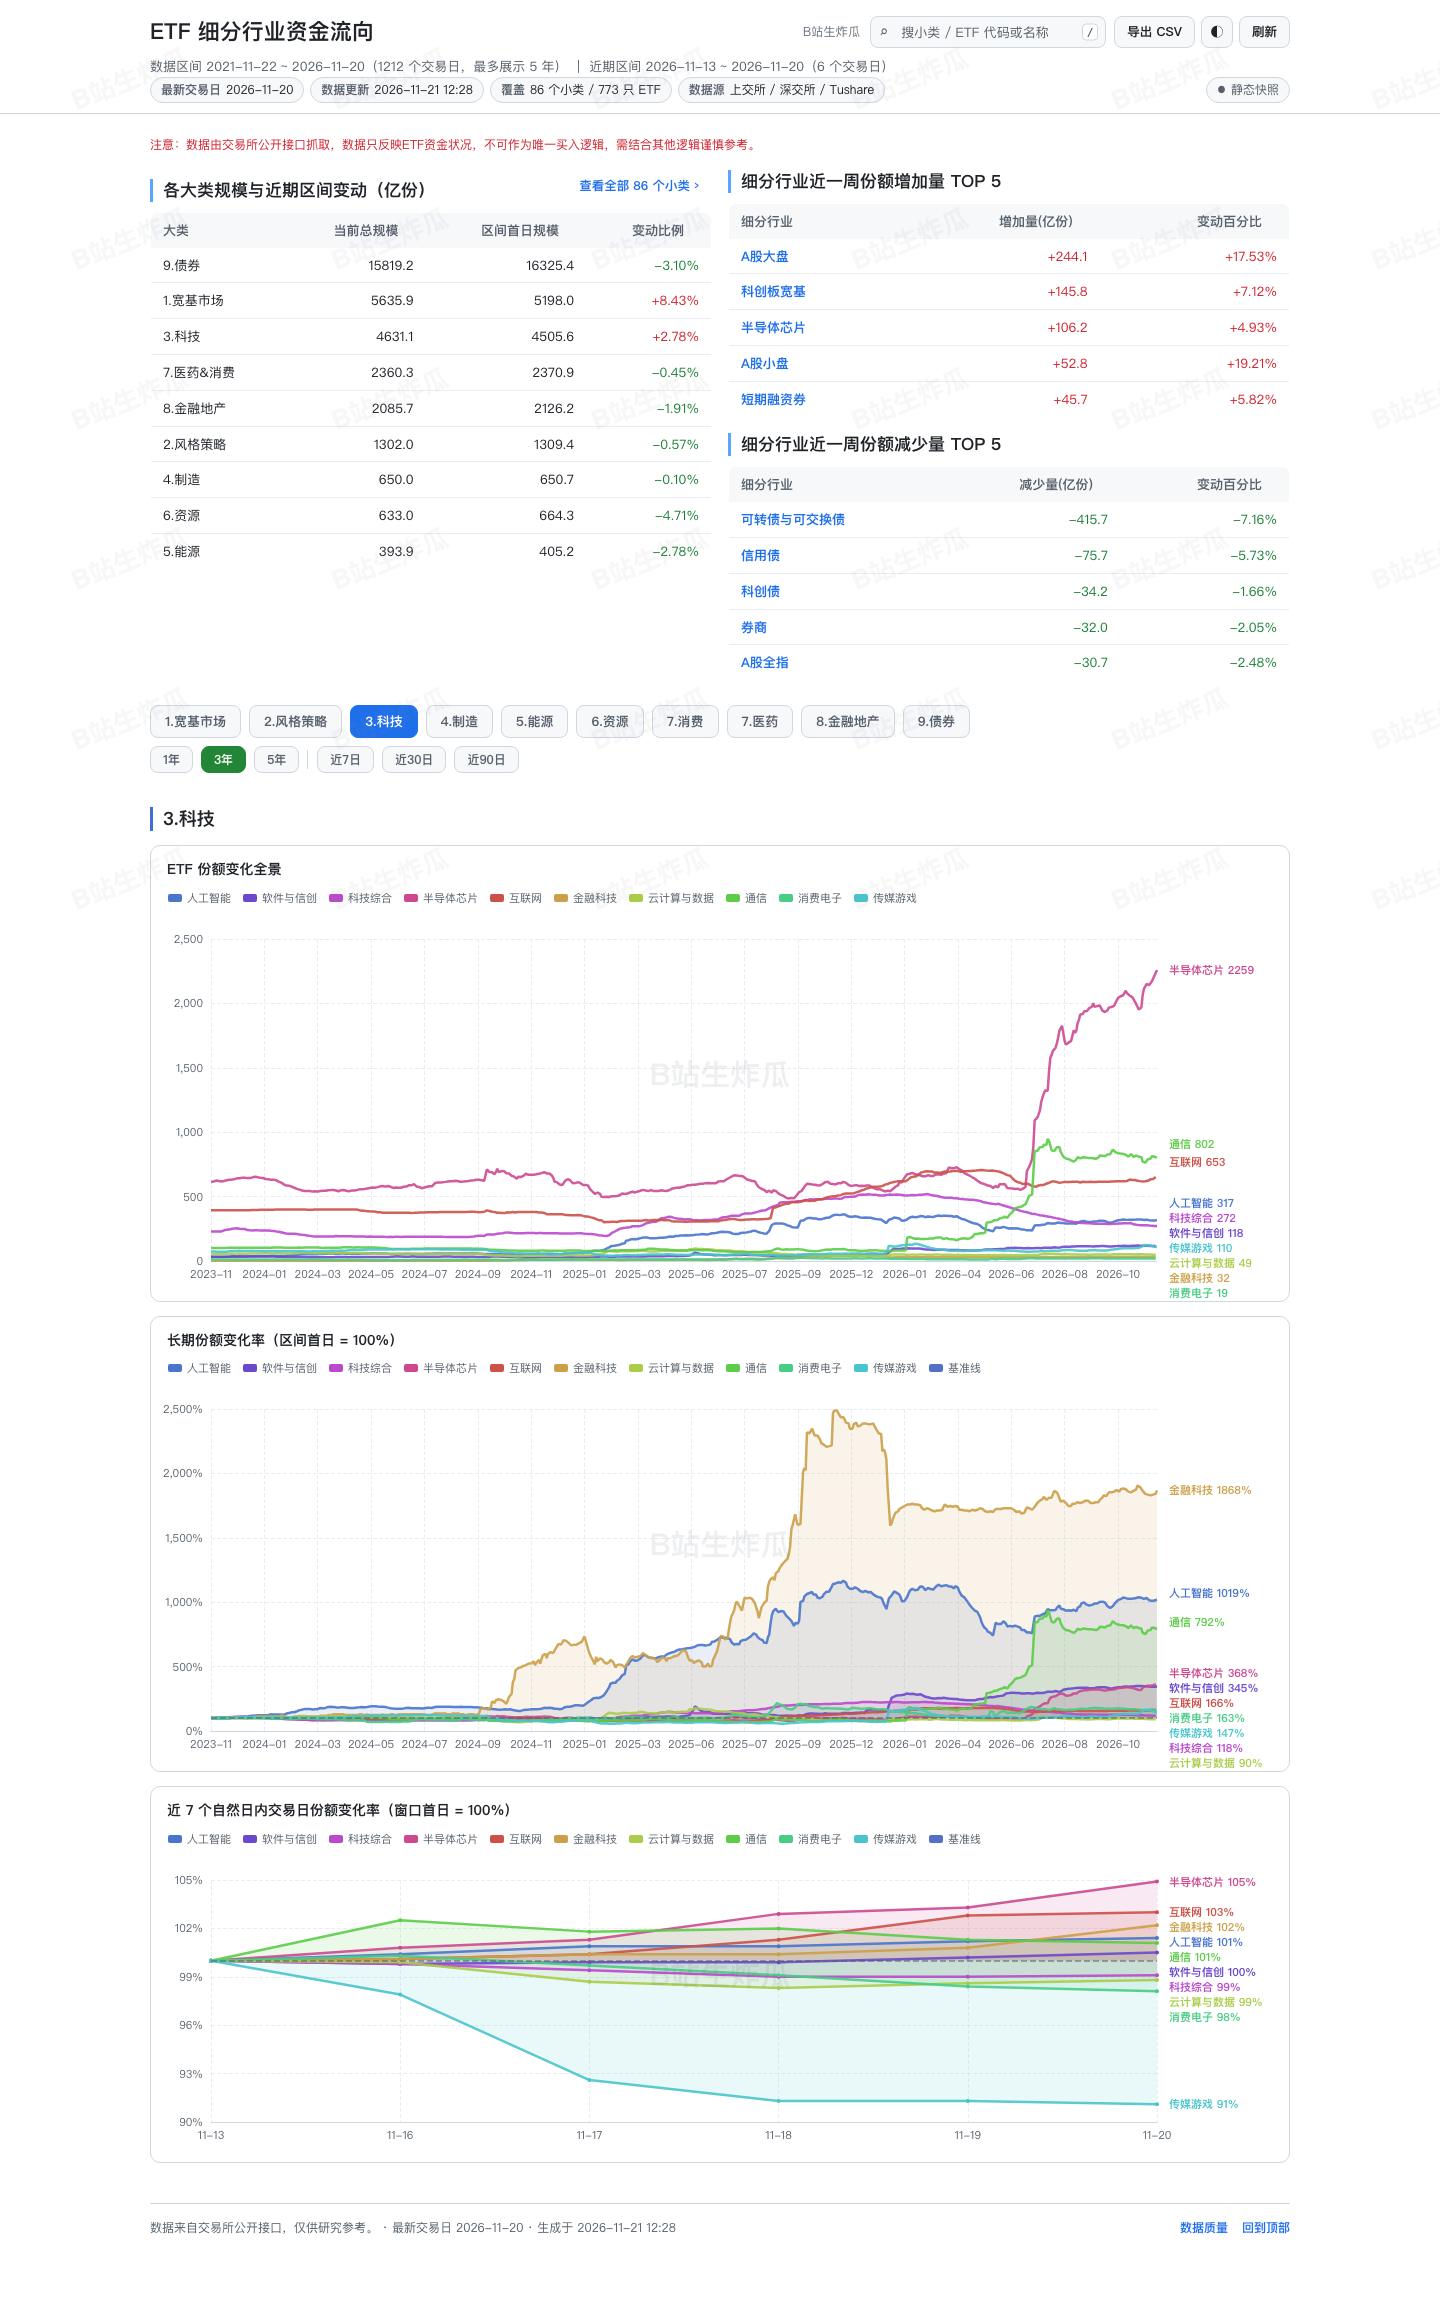 ETF 细分行业资金流向
B站生炸瓜
⌕ 搜小类 / ETF 代码或名称 /
导出 CSV
刷新
数据区间 2021-11-22 ~ 2026-11-20（1212 个交易日，最多展示 5 年） | 近期区间 2026-11-13 ~ 2026-11-20（6 个交易日）
最新交易日 2026-11-20 数据更新 2026-11-21 12:28 覆盖 86 个小类 / 773 只 ETF 数据源 上交所 / 深交所 / Tushare
● 静态快照
注意：数据由交易所公开接口抓取，数据只反映ETF资金状况，不可作为唯一买入逻辑，需结合其他逻辑谨慎参考。
各大类规模与近期区间变动（亿份）
查看全部 86 个小类 ›
大类 当前总规模 区间首日规模 变动比例
9.债券 15819.2 16325.4 -3.10%
1.宽基市场 5635.9 5198.0 +8.43%
3.科技 4631.1 4505.6 +2.78%
7.医药&消费 2360.3 2370.9 -0.45%
8.金融地产 2085.7 2126.2 -1.91%
2.风格策略 1302.0 1309.4 -0.57%
4.制造 650.0 650.7 -0.10%
6.资源 633.0 664.3 -4.71%
5.能源 393.9 405.2 -2.78%
细分行业近一周份额增加量 TOP 5
细分行业 增加量(亿份) 变动百分比
A股大盘 +244.1 +17.53%
科创板宽基 +145.8 +7.12%
半导体芯片 +106.2 +4.93%
A股小盘 +52.8 +19.21%
短期融资券 +45.7 +5.82%
细分行业近一周份额减少量 TOP 5
细分行业 减少量(亿份) 变动百分比
可转债与可交换债 -415.7 -7.16%
信用债 -75.7 -5.73%
科创债 -34.2 -1.66%
券商 -32.0 -2.05%
A股全指 -30.7 -2.48%
1.宽基市场 2.风格策略 3.科技 4.制造 5.能源 6.资源 7.消费 7.医药 8.金融地产 9.债券
1年 3年 5年 近7日 近30日 近90日
3.科技
ETF 份额变化全景
人工智能 软件与信创 科技综合 半导体芯片 互联网 金融科技 云计算与数据 通信 消费电子 传媒游戏
2,500
2,000
1,500
1,000
500
0
2023-11 2024-01 2024-03 2024-05 2024-07 2024-09 2024-11 2025-01 2025-03 2025-06 2025-07 2025-09 2025-12 2026-01 2026-04 2026-06 2026-08 2026-10
半导体芯片 2259
通信 802
互联网 653
人工智能 317
科技综合 272
软件与信创 118
传媒游戏 110
云计算与数据 49
金融科技 32
消费电子 19
B站生炸瓜
长期份额变化率（区间首日 = 100%）
人工智能 软件与信创 科技综合 半导体芯片 互联网 金融科技 云计算与数据 通信 消费电子 传媒游戏 基准线
2,500%
2,000%
1,500%
1,000%
500%
0%
2023-11 2024-01 2024-03 2024-05 2024-07 2024-09 2024-11 2025-01 2025-03 2025-06 2025-07 2025-09 2025-12 2026-01 2026-04 2026-06 2026-08 2026-10
金融科技 1868%
人工智能 1019%
通信 792%
半导体芯片 368%
软件与信创 345%
互联网 166%
消费电子 163%
传媒游戏 147%
科技综合 118%
云计算与数据 90%
B站生炸瓜
近 7 个自然日内交易日份额变化率（窗口首日 = 100%）
人工智能 软件与信创 科技综合 半导体芯片 互联网 金融科技 云计算与数据 通信 消费电子 传媒游戏 基准线
105%
102%
99%
96%
93%
90%
11-13 11-16 11-17 11-18 11-19 11-20
半导体芯片 105%
互联网 103%
金融科技 102%
人工智能 101%
通信 101%
软件与信创 100%
科技综合 99%
云计算与数据 99%
消费电子 98%
传媒游戏 91%
B站生炸瓜
数据来自交易所公开接口，仅供研究参考。 · 最新交易日 2026-11-20 · 生成于 2026-11-21 12:28
数据质量 回到顶部